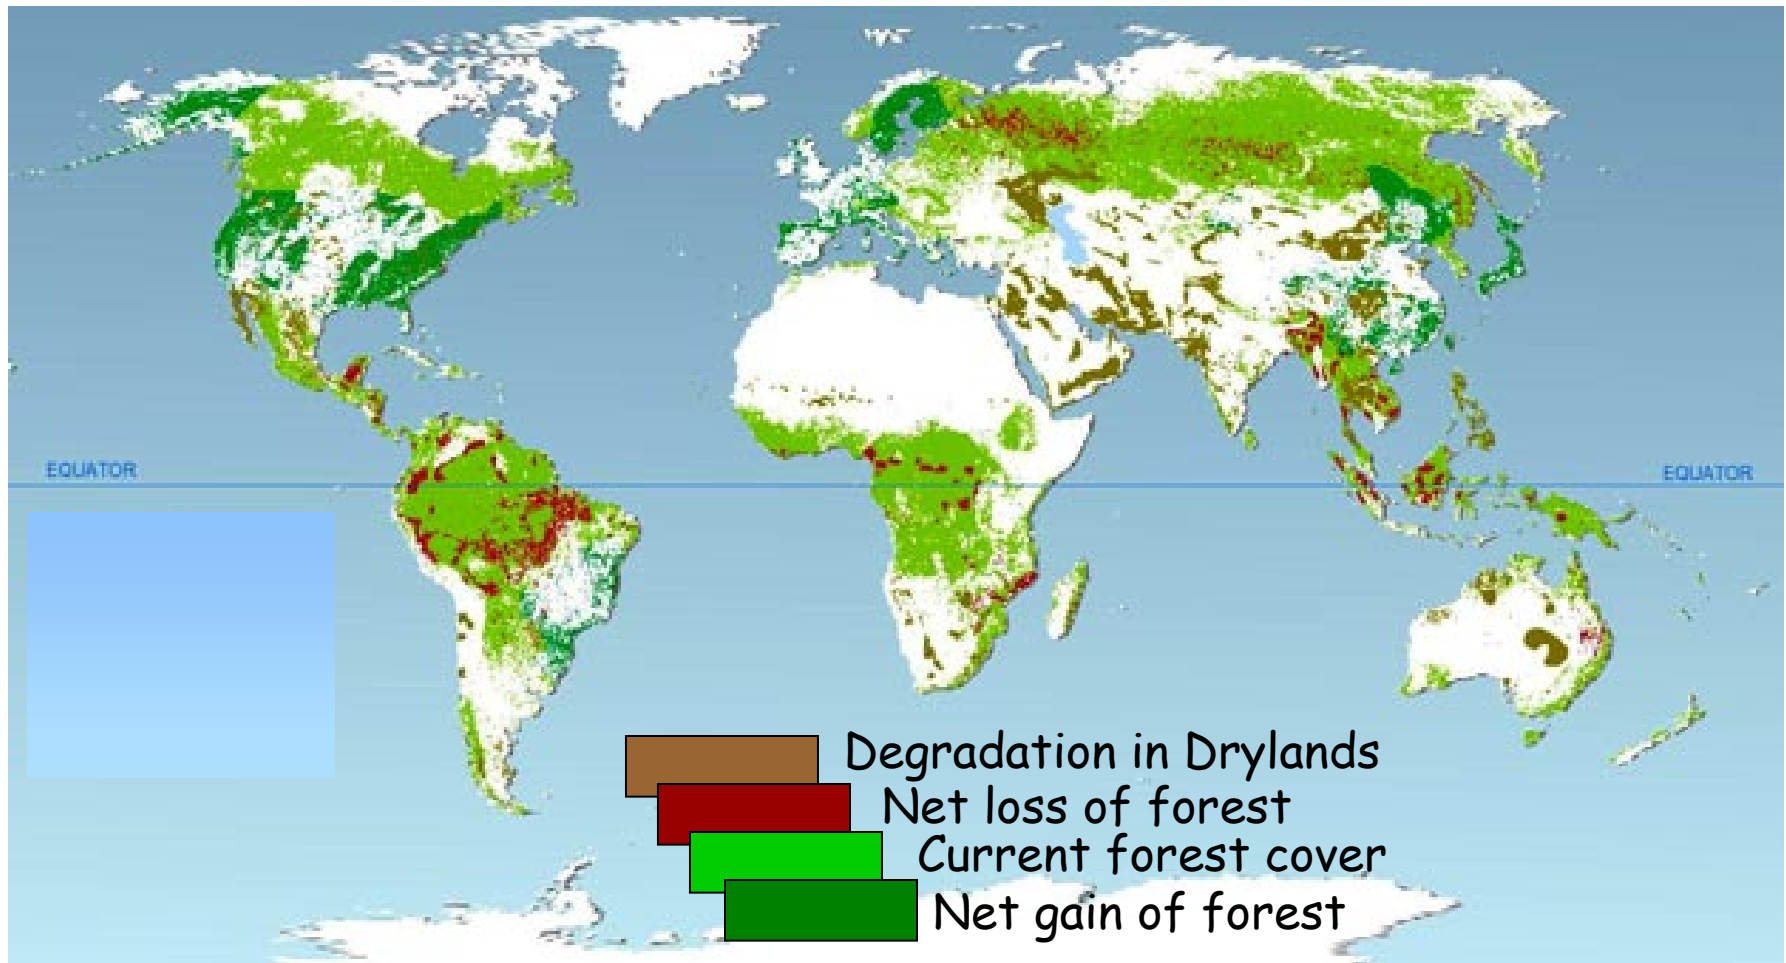 EQUATOR
EQUATOR
Degradation in Drylands
Net loss of forest
Current forest cover
Net gain of forest